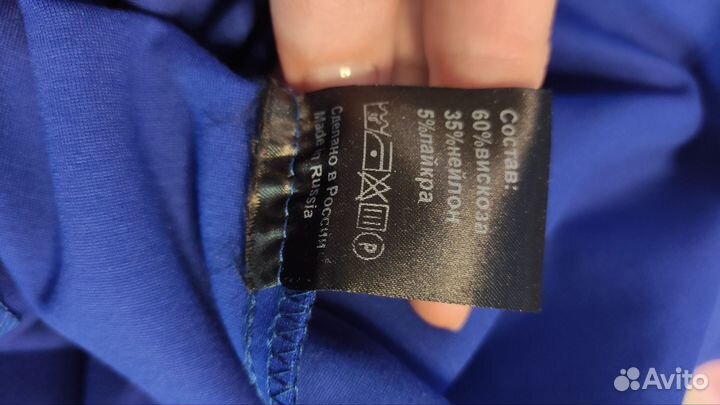 Состав:
60%вискоза
35%нейлон
5%лайкра
P
Сделано в России
Made in Russia
Avito